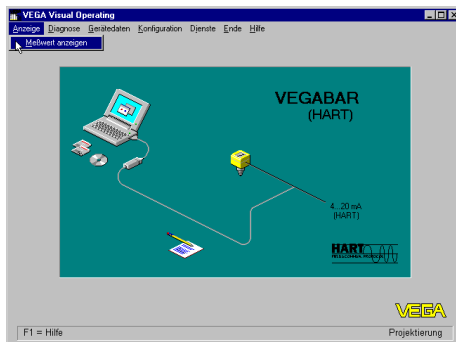 VEGA Visual Operating
Anzeige Diagnose Gerätedaten Konfiguration Dienste Ende Hilfe
Meßwert anzeigen
VEGABAR
(HART)
4...20 mA
(HART)
HART
VEGA
F1 = Hilfe
Projektierung